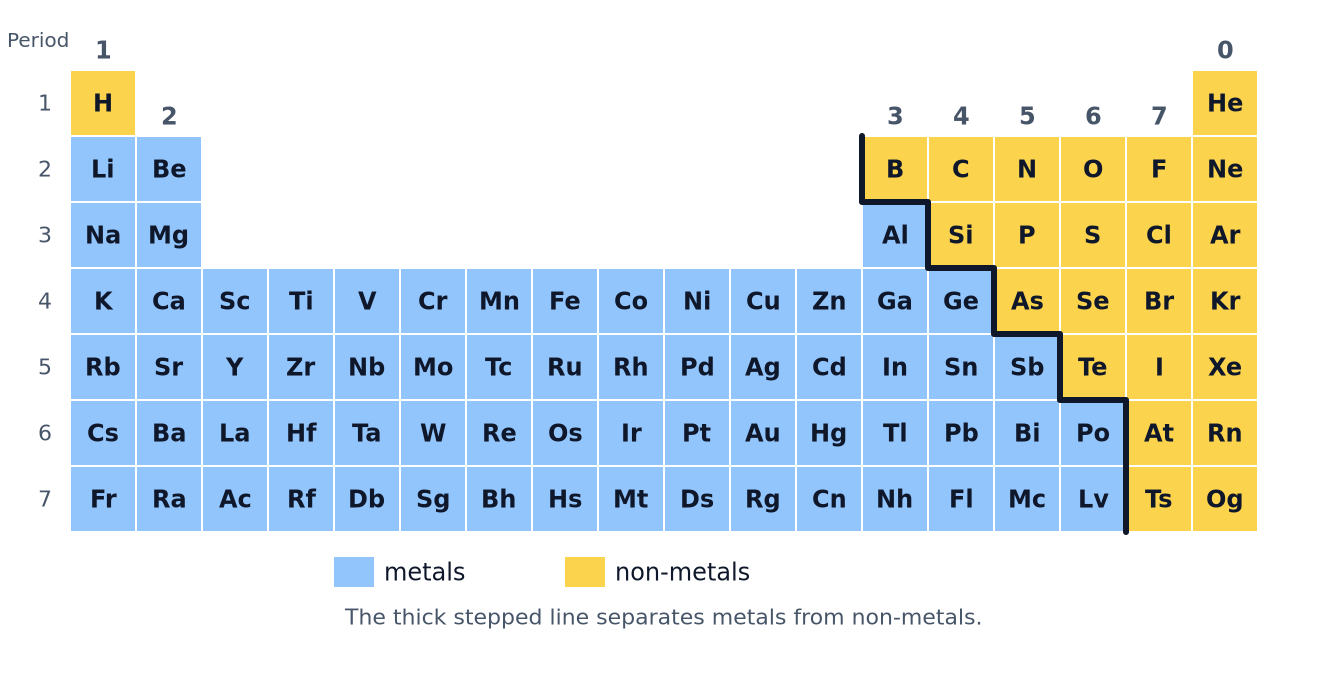 Period 1 0
1 H He
2 3 4 5 6 7
2 Li Be B C N O F Ne
3 Na Mg Al Si P S Cl Ar
4 K Ca Sc Ti V Cr Mn Fe Co Ni Cu Zn Ga Ge As Se Br Kr
5 Rb Sr Y Zr Nb Mo Tc Ru Rh Pd Ag Cd In Sn Sb Te I Xe
6 Cs Ba La Hf Ta W Re Os Ir Pt Au Hg Tl Pb Bi Po At Rn
7 Fr Ra Ac Rf Db Sg Bh Hs Mt Ds Rg Cn Nh Fl Mc Lv Ts Og
metals non-metals
The thick stepped line separates metals from non-metals.